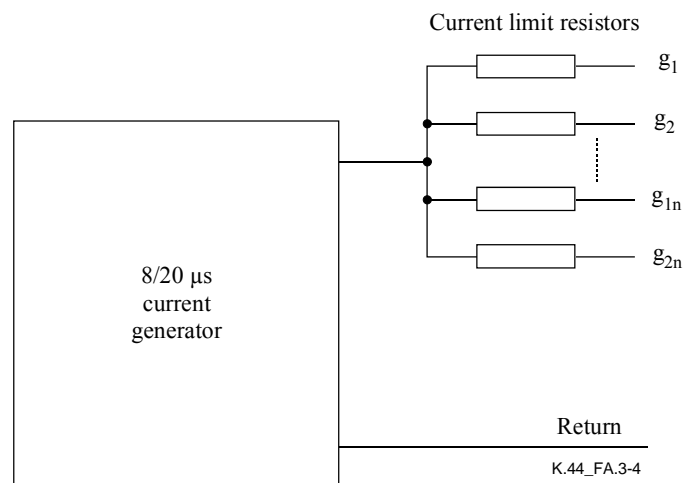 Current limit resistors
g1
g2
g1n
g2n
8/20 µs
current
generator
Return
K.44_FA.3-4